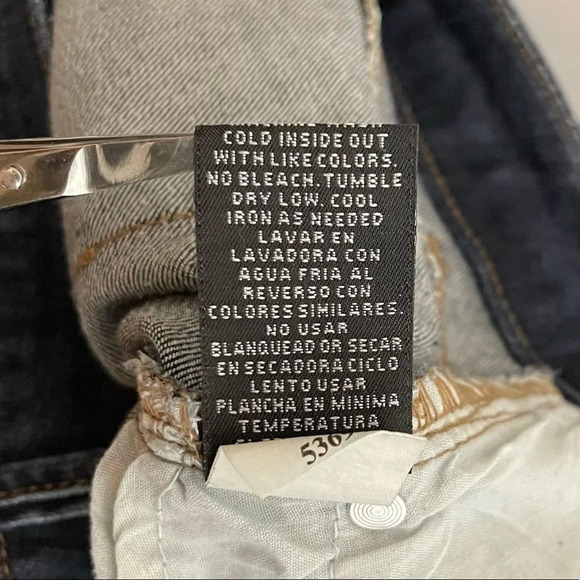 COLD INSIDE OUT
WITH LIKE COLORS.
NO BLEACH. TUMBLE
DRY LOW. COOL
IRON AS NEEDED
LAVAR EN
LAVADORA CON
AGUA FRIA AL
REVERSO CON
COLORES SIMILARES.
NO USAR
BLANQUEAD OR SECAR
EN SECADORA CICLO
LENTO USAR
PLANCHA EN MINIMA
TEMPERATURA